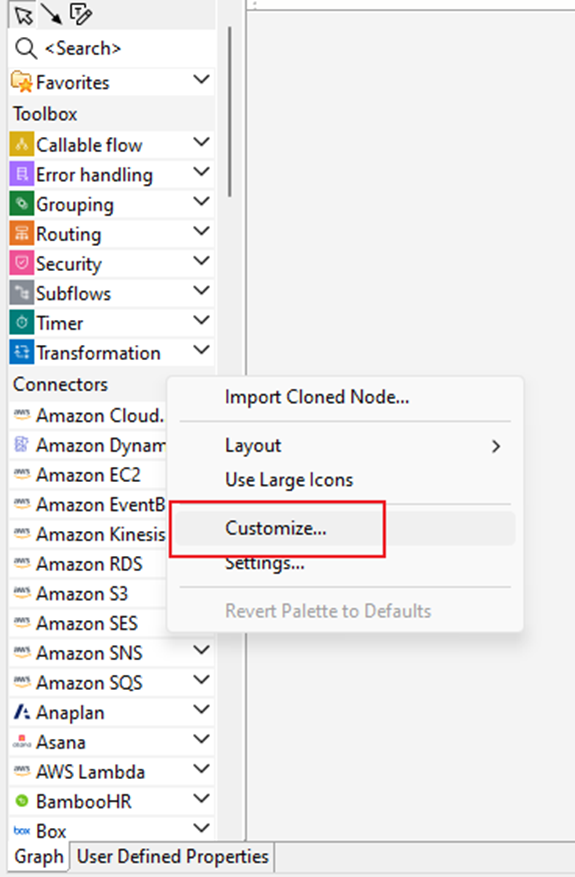 <Search>
Favorites
Toolbox
Callable flow
Error handling
Grouping
Routing
Security
Subflows
Timer
Transformation
Connectors
Amazon Cloud.
Amazon Dynam
Amazon EC2
Amazon EventB
Amazon Kinesis
Amazon RDS
Amazon S3
Amazon SES
Amazon SNS
Amazon SQS
Anaplan
Asana
AWS Lambda
BambooHR
Box
Import Cloned Node...
Layout
Use Large Icons
Customize...
Settings...
Revert Palette to Defaults
Graph
User Defined Properties